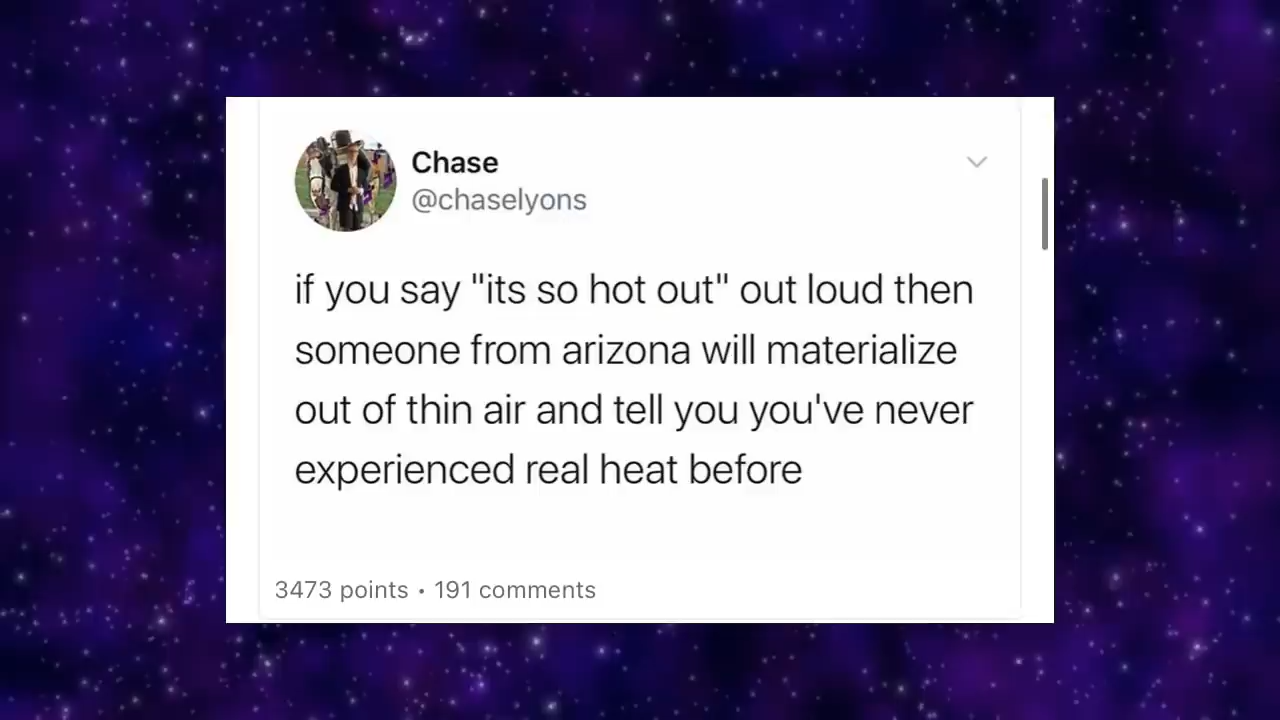 Chase
@chaselyons
if you say "its so hot out" out loud then
someone from arizona will materialize
out of thin air and tell you you've never
experienced real heat before
3473 points • 191 comments